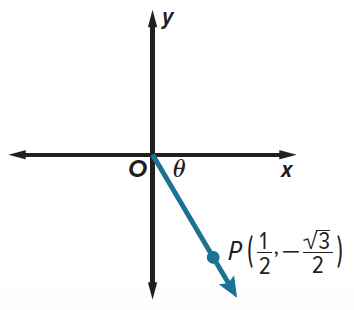 y
O θ x
P(1/2, -√3/2)